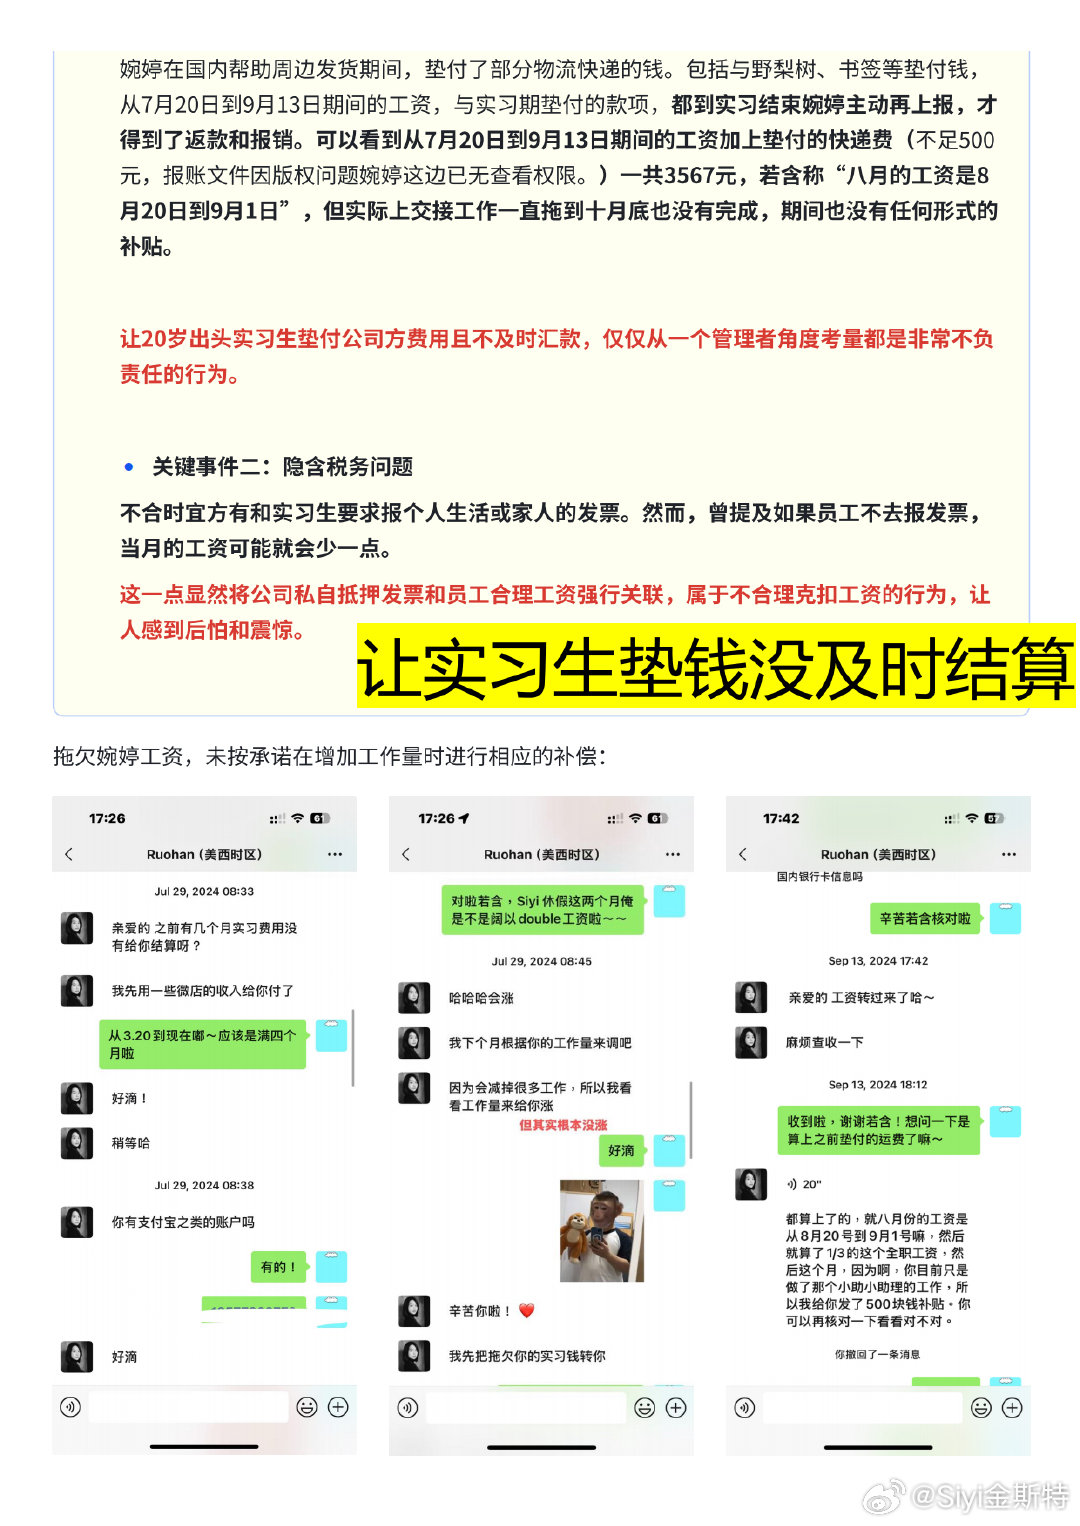 婉婷在国内帮助周边发货期间，垫付了部分物流快递的钱。包括与野梨树、书签等垫付钱，
从7月20日到9月13日期间的工资，与实习期垫付的款项，都到实习结束婉婷主动再上报，才
得到了返款和报销。可以看到从7月20日到9月13日期间的工资加上垫付的快递费（不足500
元，报账文件因版权问题婉婷这边已无查看权限。）一共3567元，若含称“八月的工资是8
月20日到9月1日”，但实际上交接工作一直拖到十月底也没有完成，期间也没有任何形式的
补贴。
让20岁出头实习生垫付公司方费用且不及时汇款，仅仅从一个管理者角度考量都是非常不负
责任的行为。
关键事件二：隐含税务问题
不合时宜方有和实习生要求报个人生活或家人的发票。然而，曾提及如果员工不去报发票，
当月的工资可能就会少一点。
这一点显然将公司私自抵押发票和员工合理工资强行关联，属于不合理克扣工资的行为，让
人感到后怕和震惊。
让实习生垫钱没及时结算
拖欠婉婷工资，未按承诺在增加工作量时进行相应的补偿：
17:26
61
Ruohan (美西时区)
Jul 29, 2024 08:33
亲爱的 之前有几个月实习费用没
有给你结算呀？
我先用一些微店的收入给你付了
从3.20到现在嘟～应该是满四个
月啦
好滴！
稍等哈
Jul 29, 2024 08:38
你有支付宝之类的账户吗
有的！
好滴
17:26
61
Ruohan (美西时区)
对啦若含，Siyi 休假这两个月俺
是不是阔以double工资啦～～
Jul 29, 2024 08:45
哈哈哈会涨
我下个月根据你的工作量来调吧
因为会减掉很多工作，所以我看
看工作量来给你涨
但其实根本没涨
好滴
辛苦你啦！❤️
我先把拖欠你的实习钱转你
17:42
57
Ruohan (美西时区)
国内银行卡信息吗
辛苦若含核对啦
Sep 13, 2024 17:42
亲爱的 工资转过来了哈～
麻烦查收一下
Sep 13, 2024 18:12
收到啦，谢谢若含！想问一下是
算上之前垫付的运费了嘛～
20"
都算上了的，就八月份的工资是
从8月20号到9月1号嘛，然后
就算了1/3的这个全职工资，然
后这个月，因为啊，你目前只是
做了那个小助小助理的工作，所
以我给你发了500块钱补贴。你
可以再核对一下看看对不对。
你撤回了一条消息
@Siyi金斯特